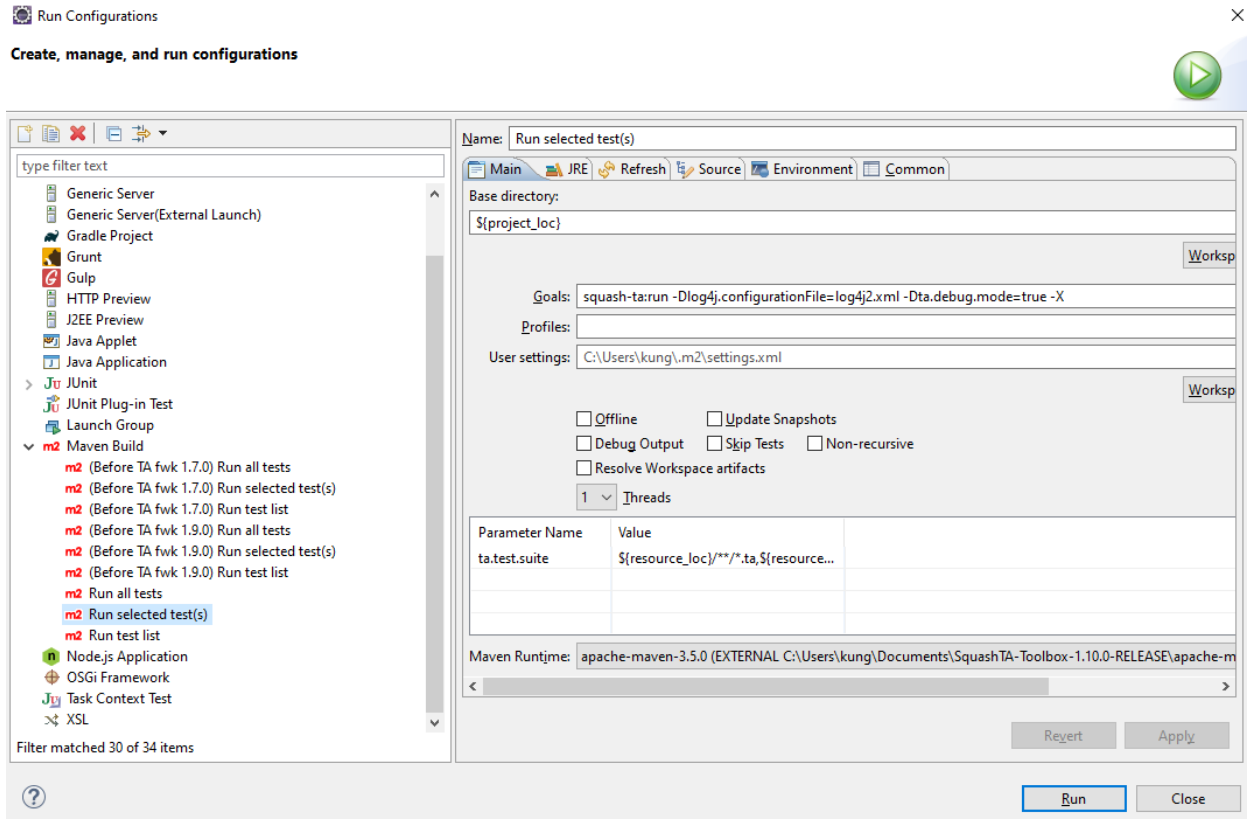 Run Configurations
Create, manage, and run configurations
type filter text
Generic Server
Generic Server(External Launch)
Gradle Project
Grunt
Gulp
HTTP Preview
J2EE Preview
Java Applet
Java Application
JUnit
JUnit Plug-in Test
Launch Group
m2 Maven Build
m2 (Before TA fwk 1.7.0) Run all tests
m2 (Before TA fwk 1.7.0) Run selected test(s)
m2 (Before TA fwk 1.7.0) Run test list
m2 (Before TA fwk 1.9.0) Run all tests
m2 (Before TA fwk 1.9.0) Run selected test(s)
m2 (Before TA fwk 1.9.0) Run test list
m2 Run all tests
m2 Run selected test(s)
m2 Run test list
Node.js Application
OSGi Framework
Task Context Test
XSL
Filter matched 30 of 34 items
Name: Run selected test(s)
Main JRE Refresh Source Environment Common
Base directory:
${project_loc}
Worksp
Goals: squash-ta:run -Dlog4j.configurationFile=log4j2.xml -Dta.debug.mode=true -X
Profiles:
User settings: C:\Users\kung\.m2\settings.xml
Worksp
Offline Update Snapshots
Debug Output Skip Tests Non-recursive
Resolve Workspace artifacts
1 Threads
Parameter Name Value
ta.test.suite ${resource_loc}/**/*.ta,${resource...
Maven Runtime: apache-maven-3.5.0 (EXTERNAL C:\Users\kung\Documents\SquashTA-Toolbox-1.10.0-RELEASE\apache-m
Revert Apply
? Run Close